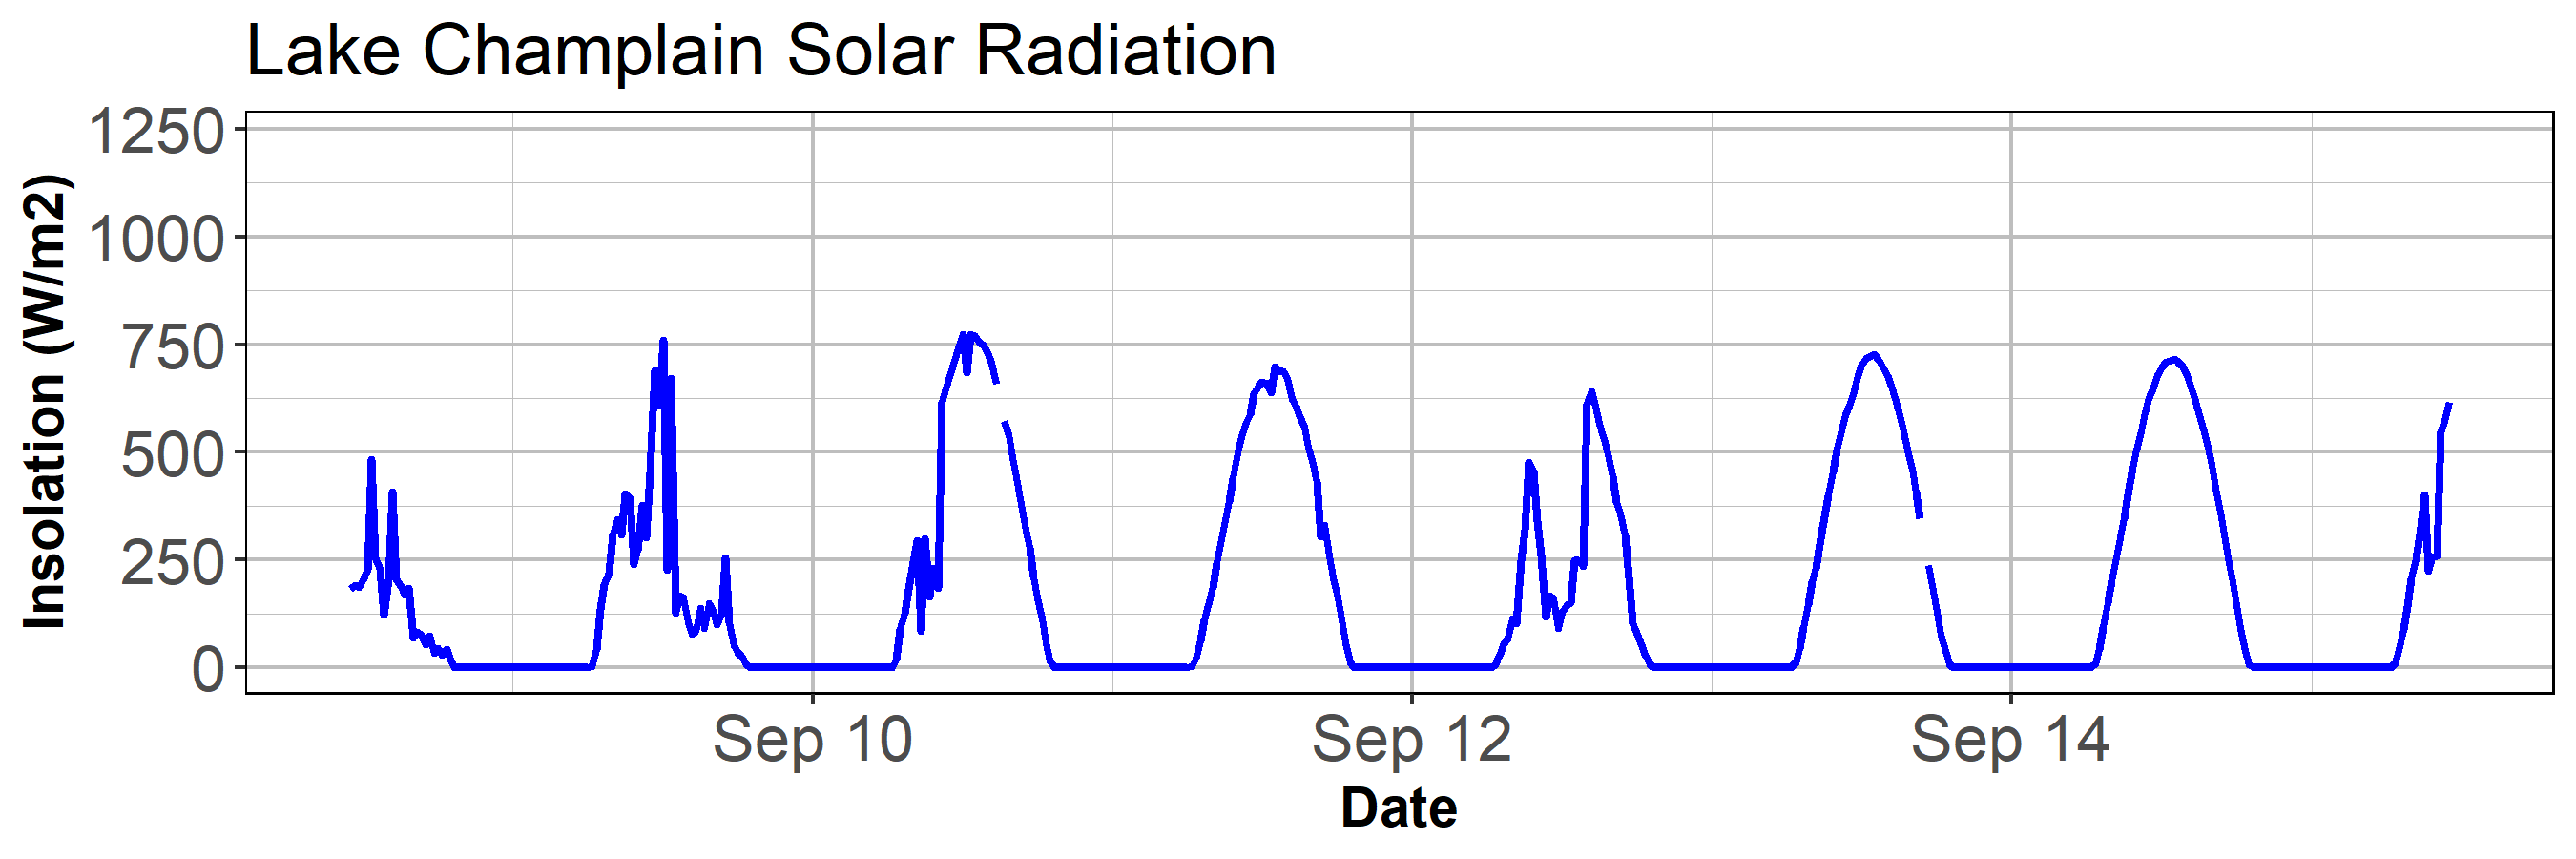 Lake Champlain Solar Radiation
1250
1000
750
500
250
0
Insolation (W/m2)
Sep 10
Sep 12
Sep 14
Date